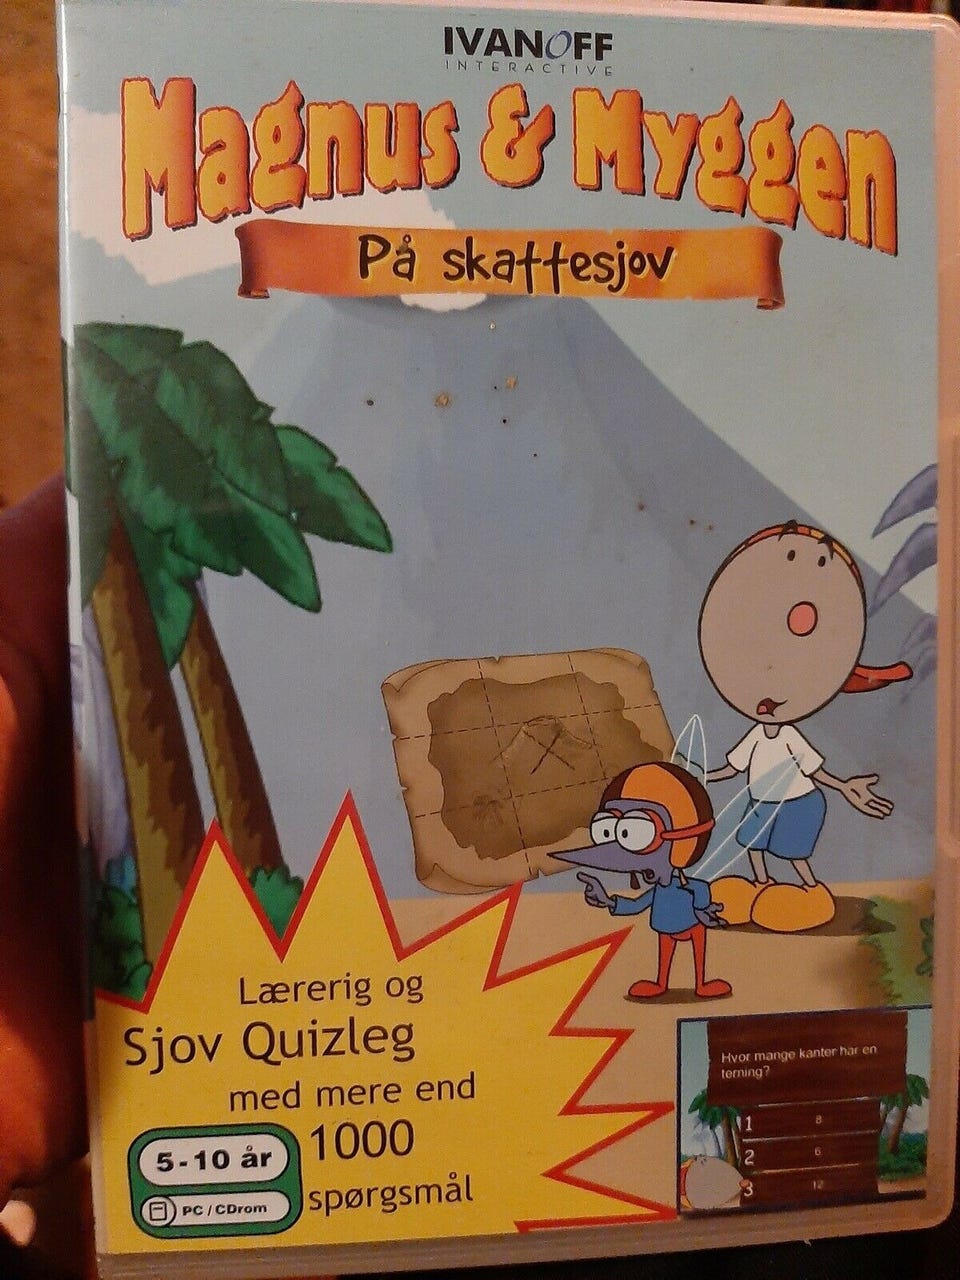 IVANOFF
INTERACTIVE
Magnus & Myggen
På skattesjov
Lærerig og
Sjov Quizleg
med mere end
1000
spørgsmål
5-10 år
PC / CDrom
Hvor mange kanter har en
terning?
1 8
2 6
3 12